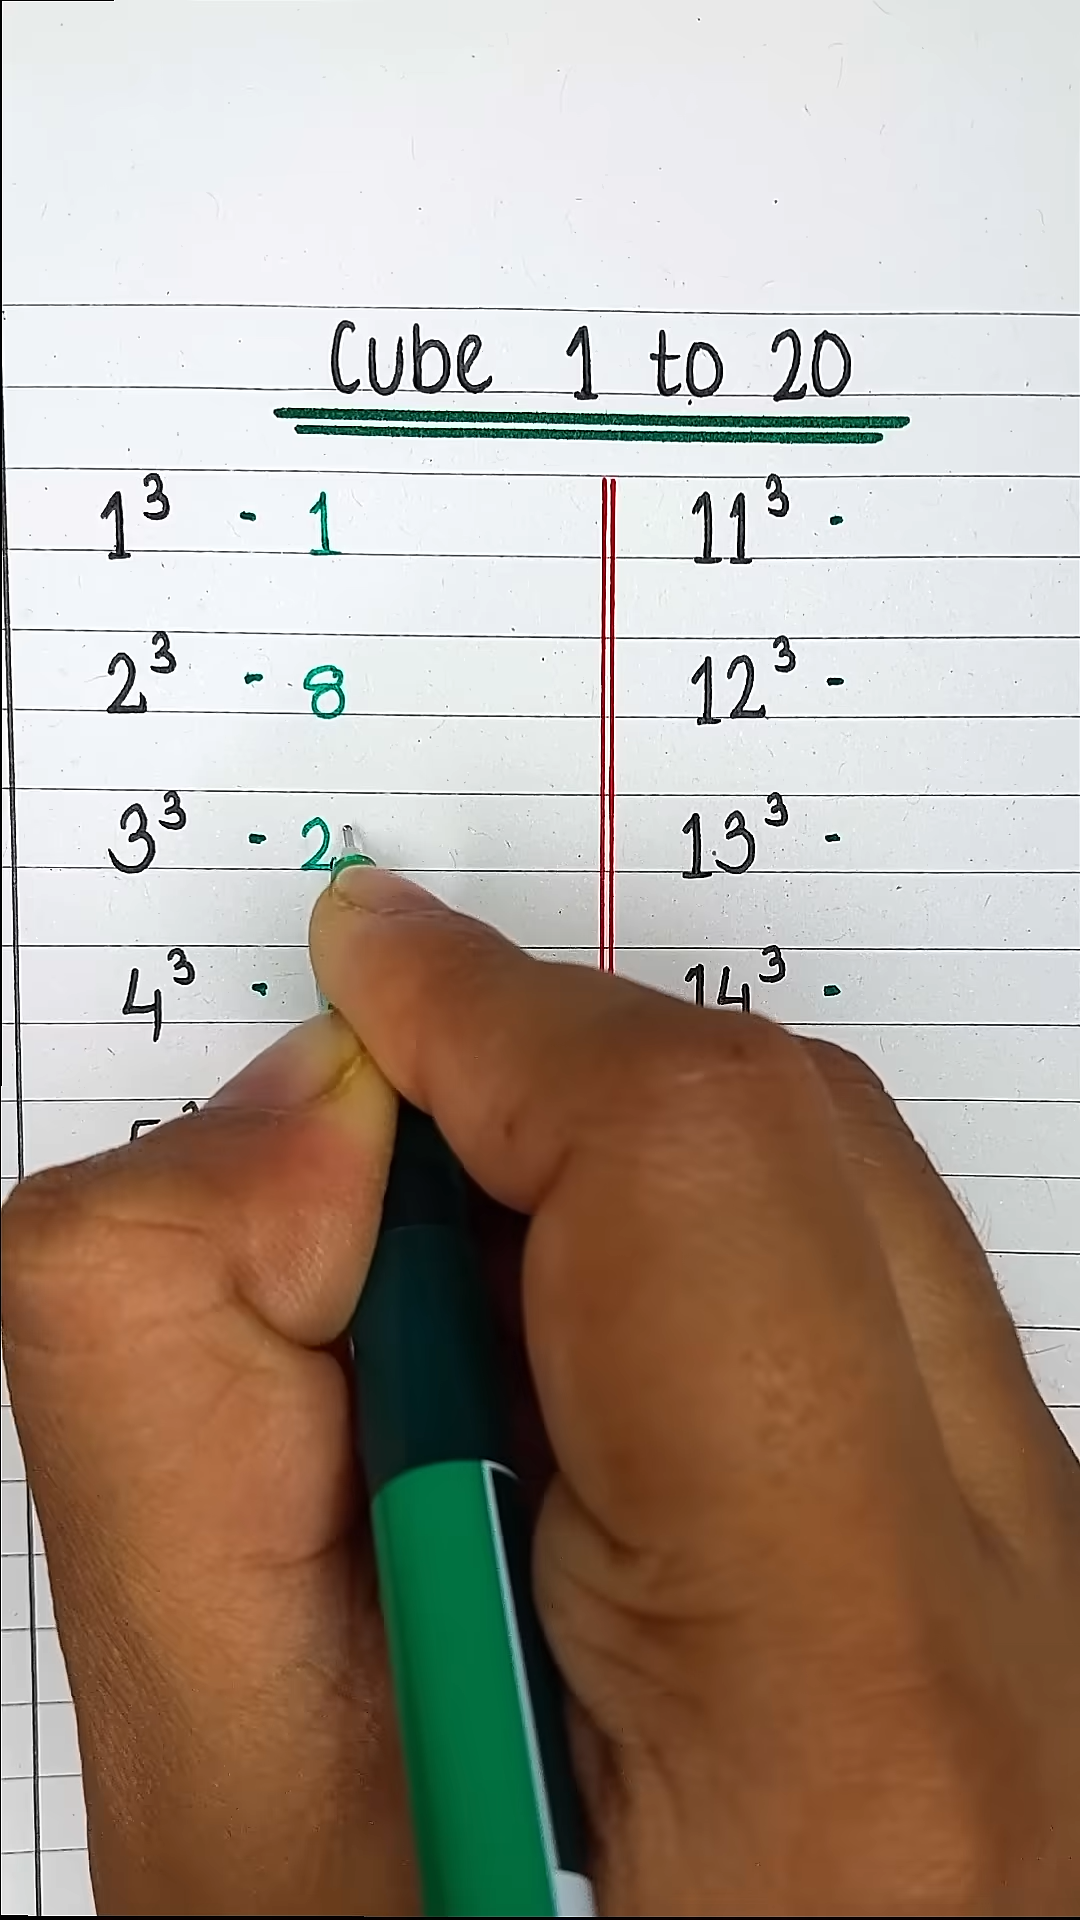 Cube 1 to 20
1³ - 1
11³ -
2³ - 8
12³ -
3³ - 2
13³ -
4³ -
14³ -